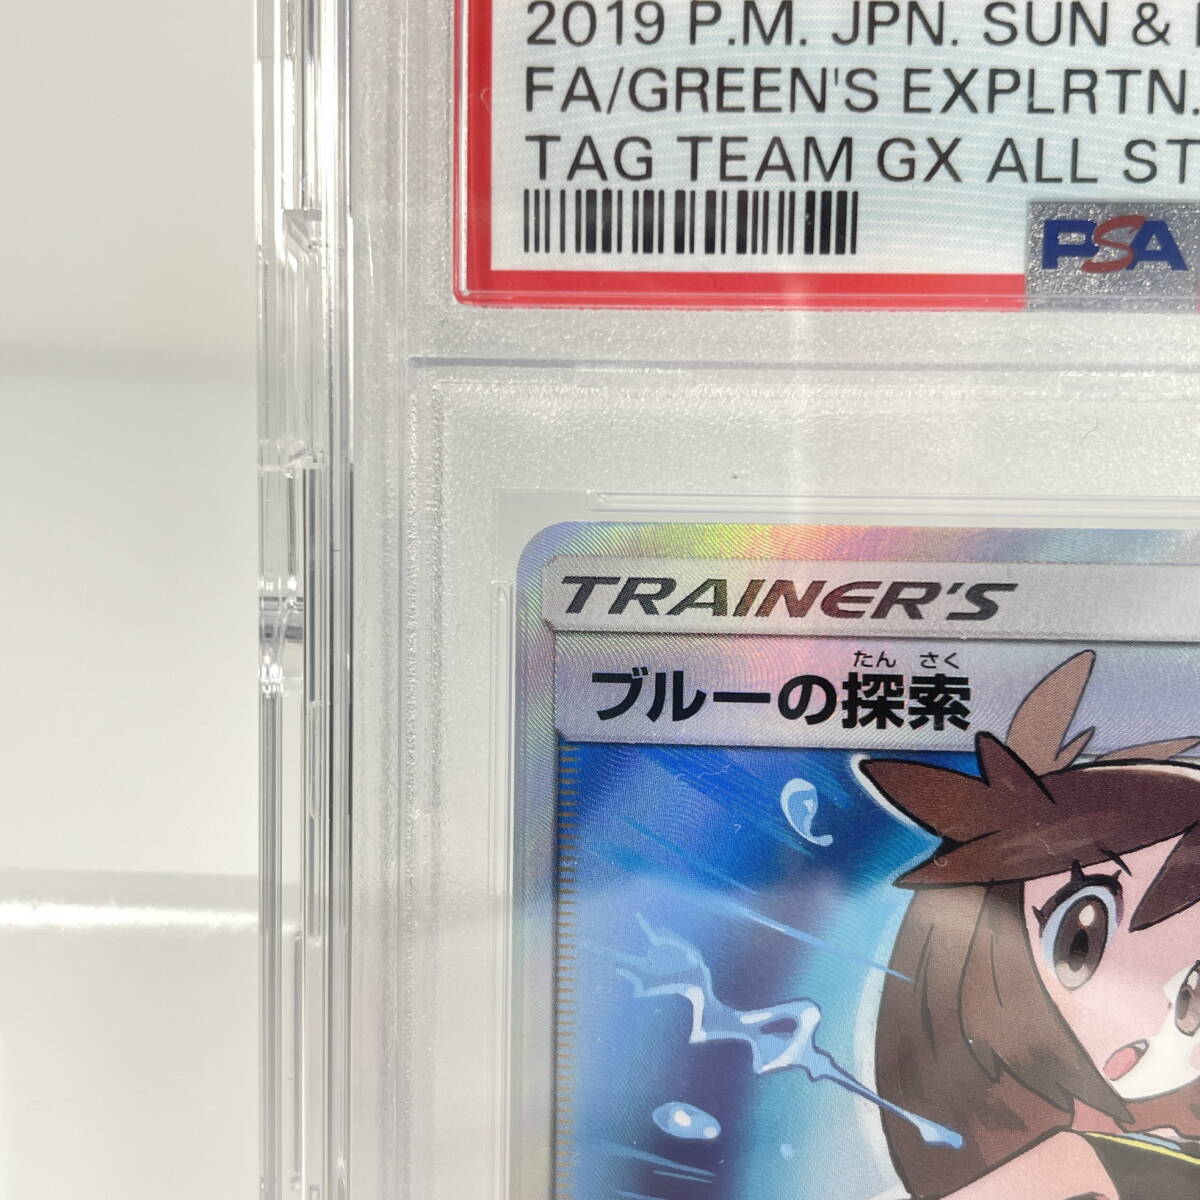 2019 P.M. JPN. SUN &
FA/GREEN'S EXPLRTN.
TAG TEAM GX ALL ST
PSA
TRAINER'S
たん さく
ブルーの探索